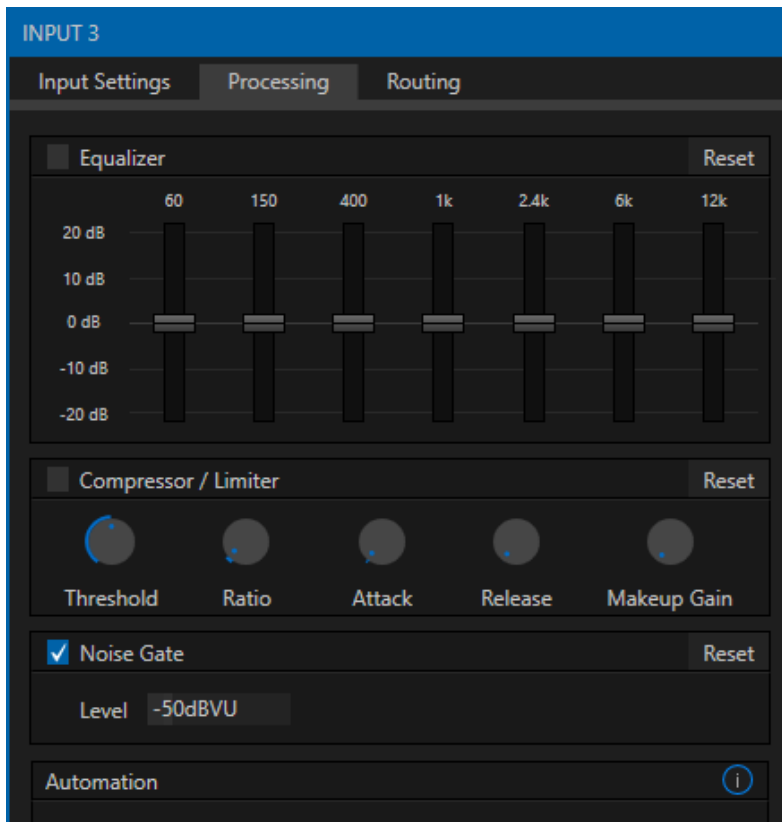 INPUT 3
Input Settings Processing Routing
Equalizer Reset
60 150 400 1k 2.4k 6k 12k
20 dB
10 dB
0 dB
-10 dB
-20 dB
Compressor / Limiter Reset
Threshold Ratio Attack Release Makeup Gain
Noise Gate Reset
Level -50dBVU
Automation i